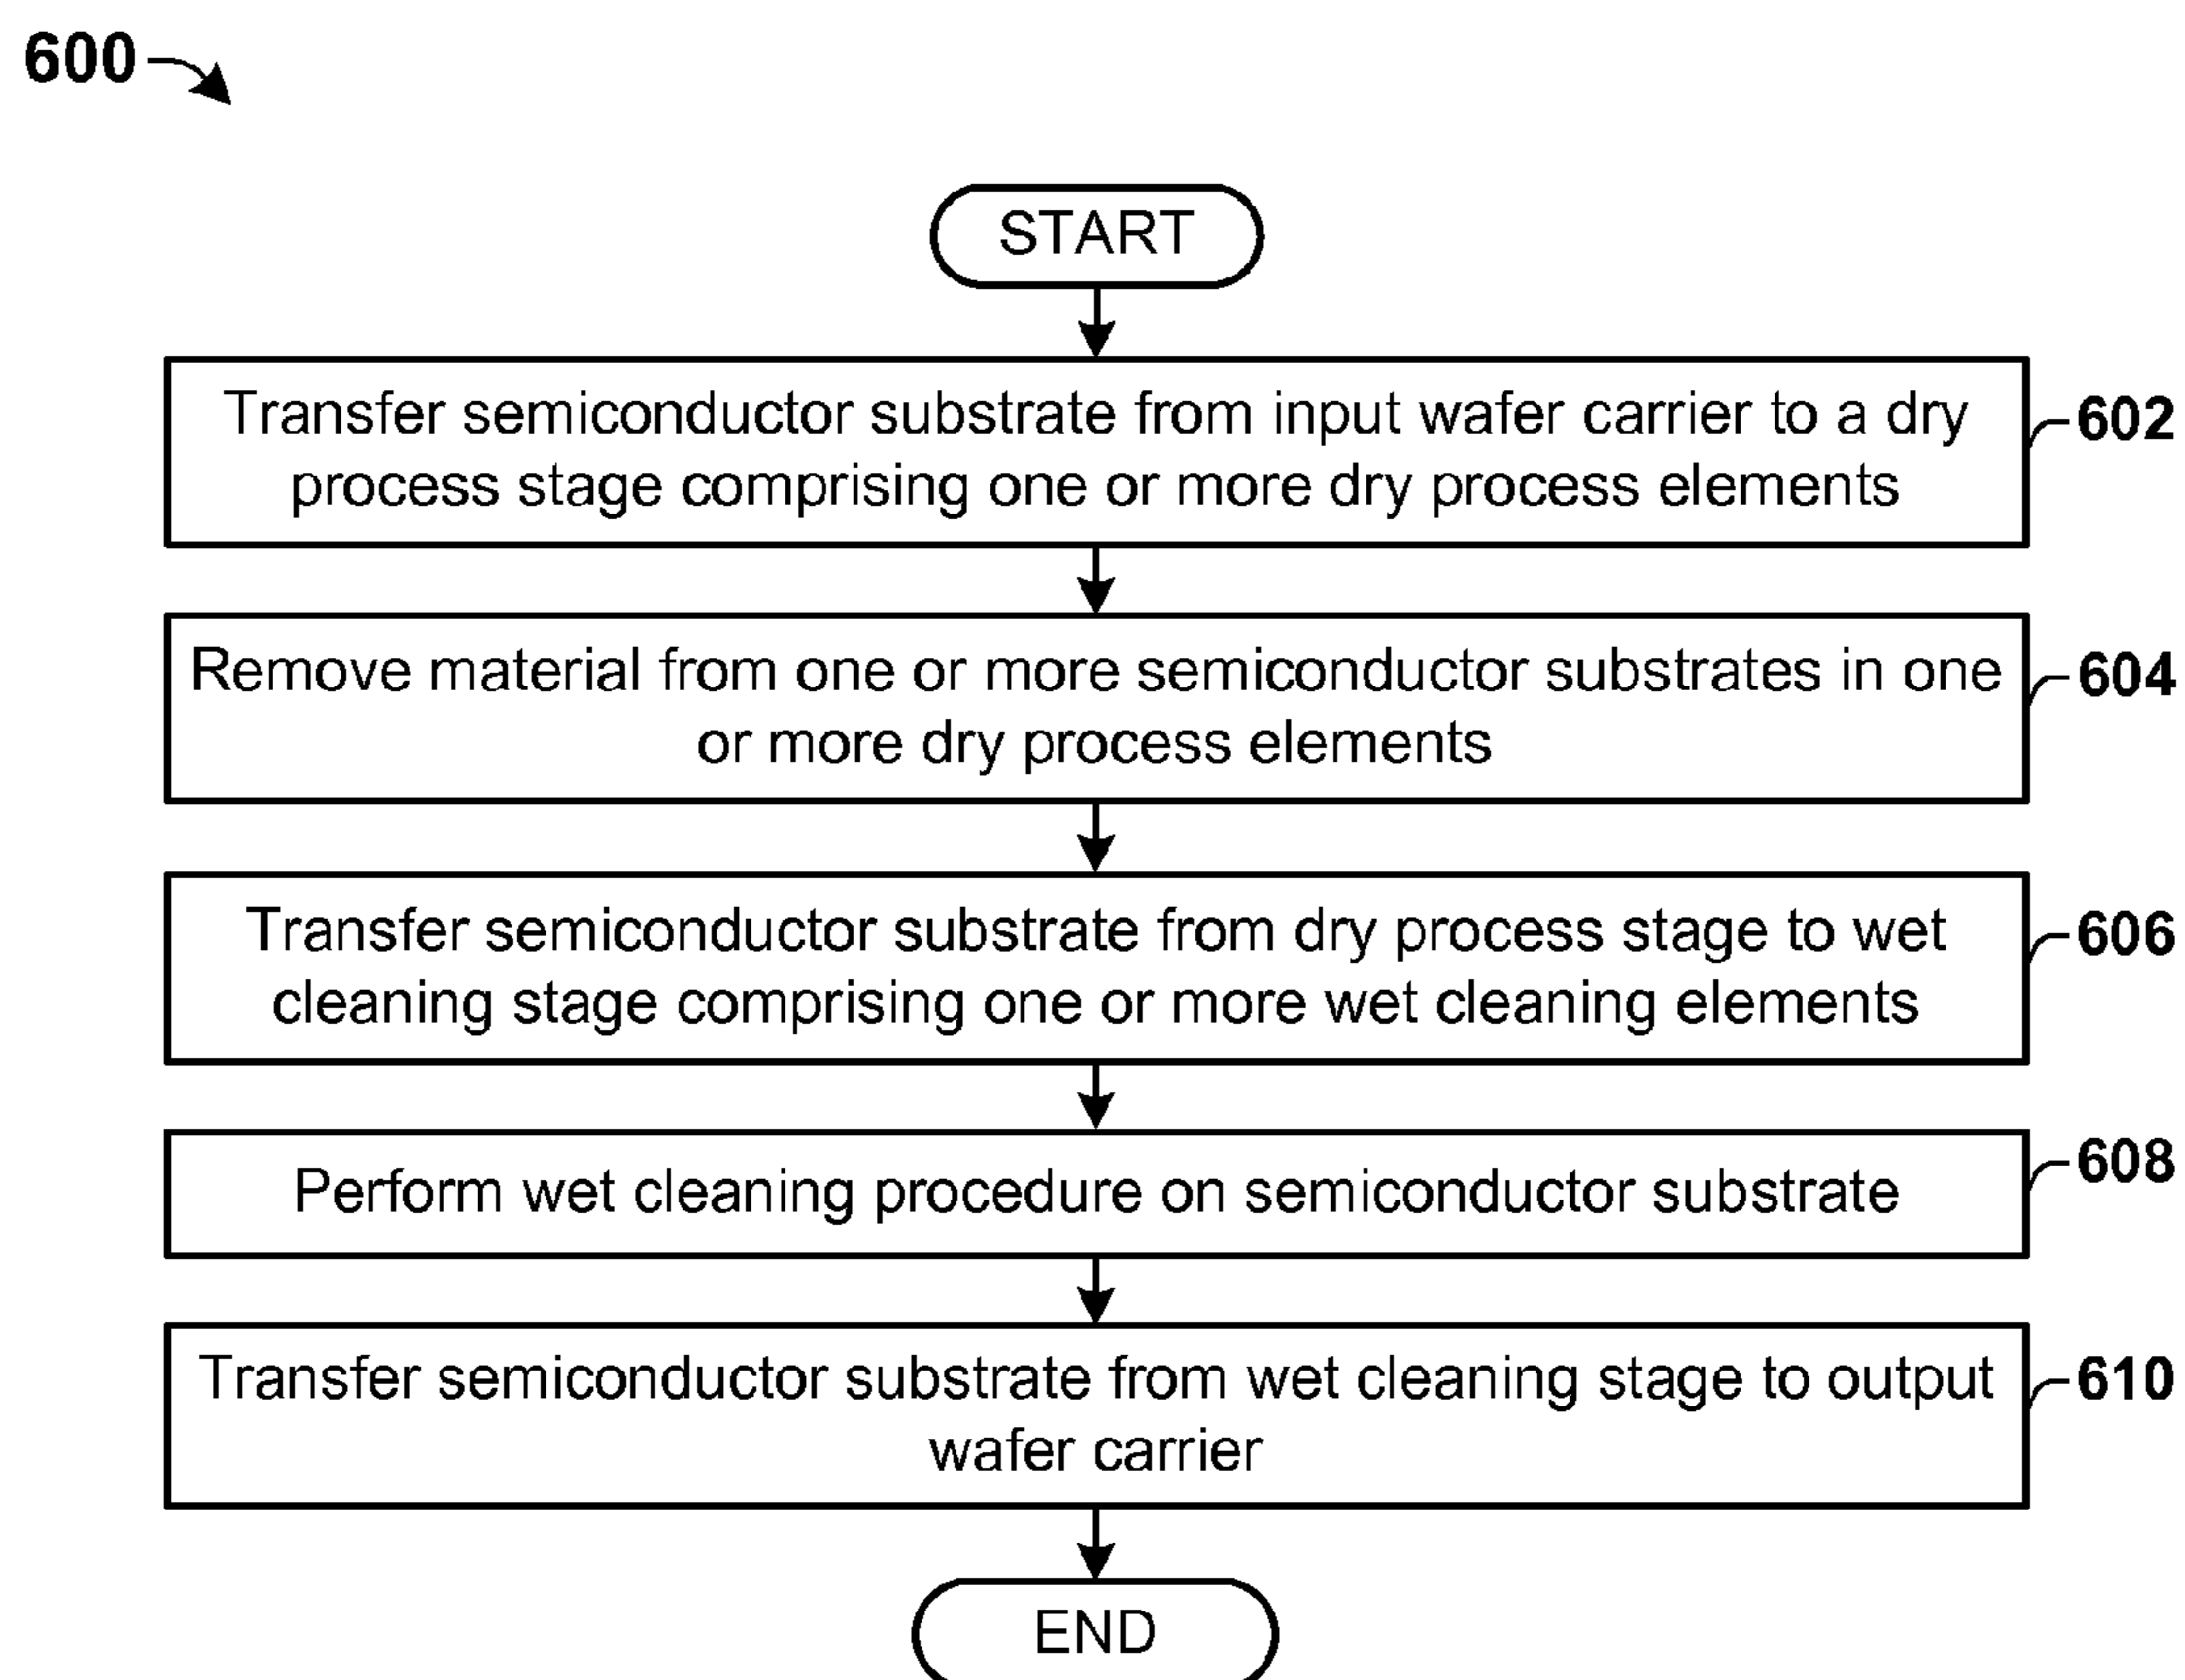 600
START
Transfer semiconductor substrate from input wafer carrier to a dry
process stage comprising one or more dry process elements
602
Remove material from one or more semiconductor substrates in one
or more dry process elements
604
Transfer semiconductor substrate from dry process stage to wet
cleaning stage comprising one or more wet cleaning elements
606
Perform wet cleaning procedure on semiconductor substrate
608
Transfer semiconductor substrate from wet cleaning stage to output
wafer carrier
610
END